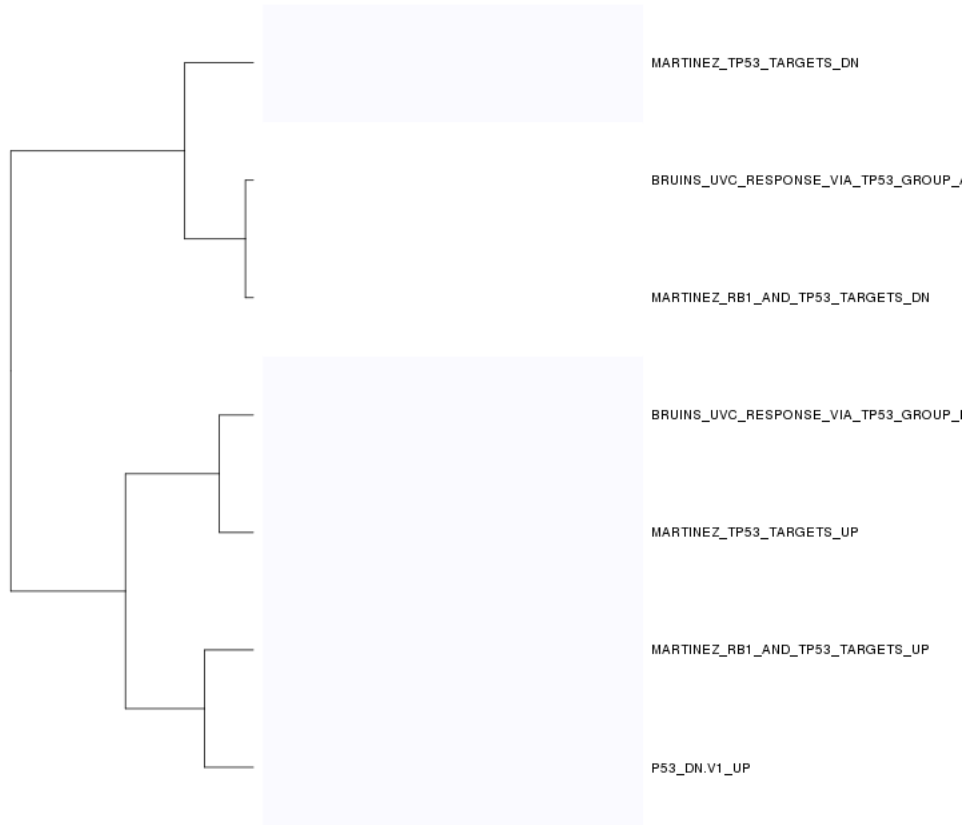 MARTINEZ_TP53_TARGETS_DN
BRUINS_UVC_RESPONSE_VIA_TP53_GROUP_
MARTINEZ_RB1_AND_TP53_TARGETS_DN
BRUINS_UVC_RESPONSE_VIA_TP53_GROUP_
MARTINEZ_TP53_TARGETS_UP
MARTINEZ_RB1_AND_TP53_TARGETS_UP
P53_DN.V1_UP